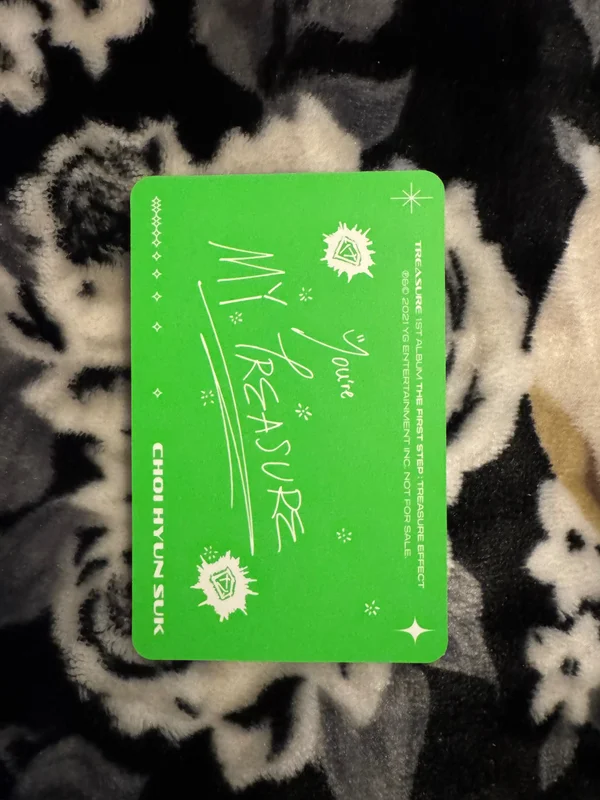 TREASURE 1ST ALBUM THE FIRST STEP : TREASURE EFFECT
℗&© 2021 YG ENTERTAINMENT INC. NOT FOR SALE.
You're
MY TREASURE
CHOI HYUN SUK